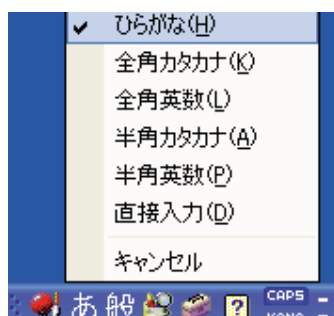 ひらがな(H)
全角カタカナ(K)
全角英数(L)
半角カタカナ(A)
半角英数(P)
直接入力(D)
キャンセル
あ 般 ? CAPS
KANA